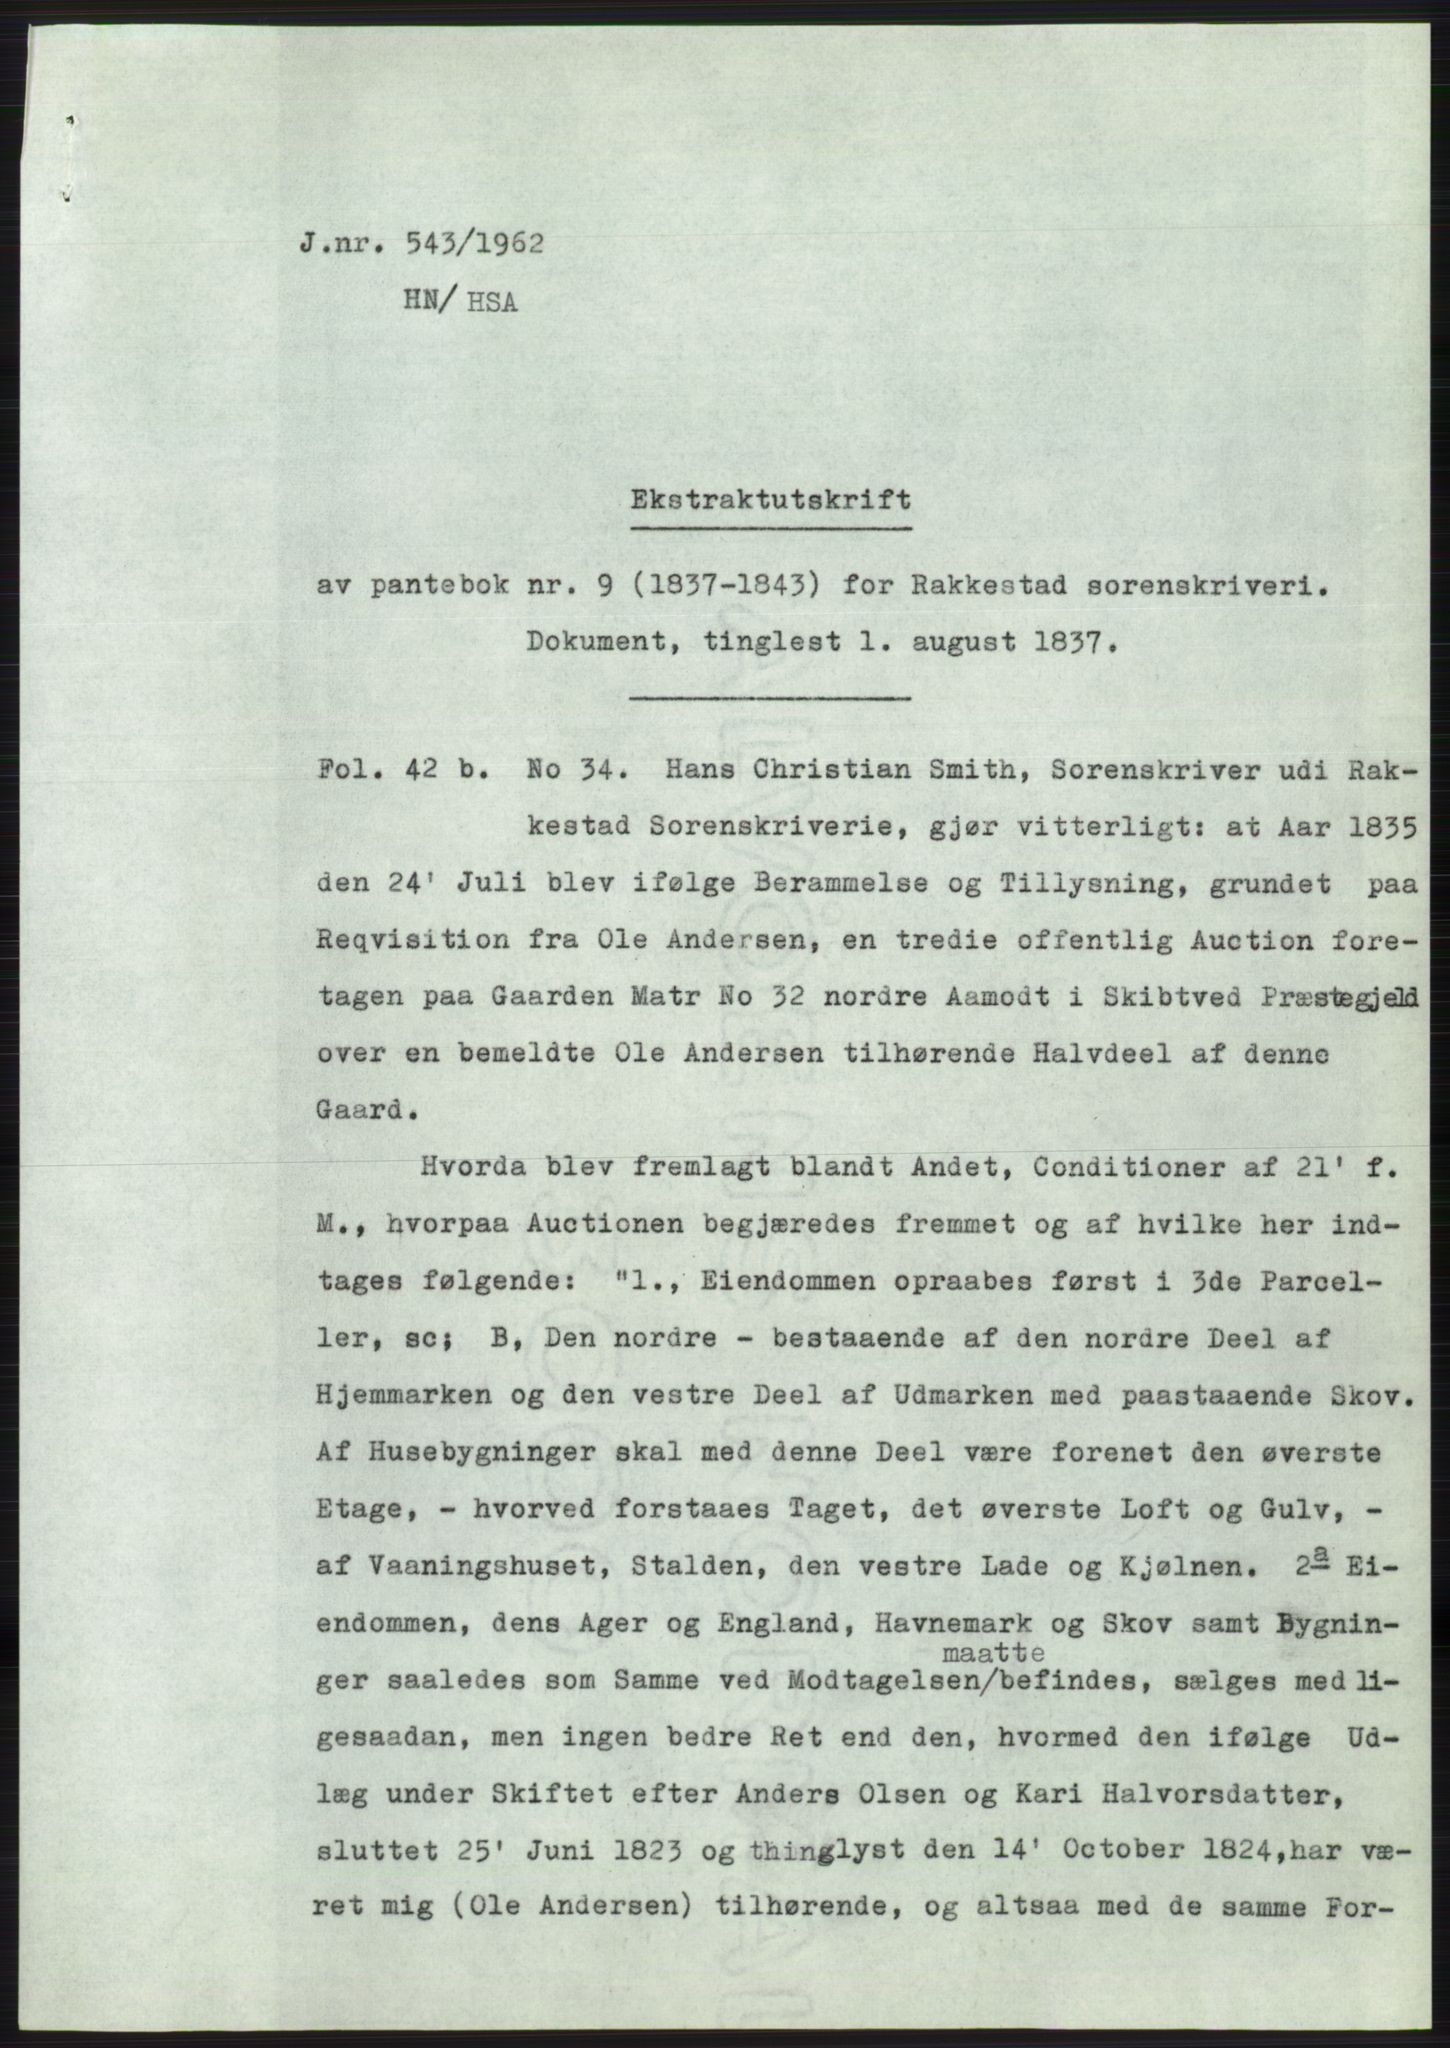 J.nr. 543/1962
HN/ HSA
Ekstraktutskrift
av pantebok nr. 9 (1837-1843) for Rakkestad sorenskriveri.
Dokument, tinglest 1. august 1837.
Fol. 42 b. No 34. Hans Christian Smith, Sorenskriver udi Rak-
kestad Sorenskriverie, gjør vitterligt: at Aar 1835
den 24' Juli blev ifølge Berammelse og Tillysning, grundet paa
Reqvisition fra Ole Andersen, en tredie offentlig Auction fore-
tagen paa Gaarden Matr No 32 nordre Aamodt i Skibtved Præstegjeld
over en bemeldte Ole Andersen tilhørende Halvdeel af denne
Gaard.
Hvorda blev fremlagt blandt Andet, Conditioner af 21' f.
M., hvorpaa Auctionen begjæredes fremmet og af hvilke her ind-
tages følgende: "1., Eiendommen opraabes først i 3de Parcel-
ler, sc; B, Den nordre - bestaaende af den nordre Deel af
Hjemmarken og den vestre Deel af Udmarken med paastaaende Skov.
Af Husebygninger skal med denne Deel være forenet den øverste
Etage, - hvorved forstaaes Taget, det øverste Loft og Gulv, -
af Vaaningshuset, Stalden, den vestre Lade og Kjølnen. 2a Ei-
endommen, dens Ager og England, Havnemark og Skov samt Bygnin-
maatte
ger saaledes som Samme ved Modtagelsen/befindes, sælges med li-
gesaadan, men ingen bedre Ret end den, hvormed den ifølge Ud-
læg under Skiftet efter Anders Olsen og Kari Halvorsdatter,
sluttet 25' Juni 1823 og thinglyst den 14' October 1824, har væ-
ret mig (Ole Andersen) tilhørende, og altsaa med de samme For-